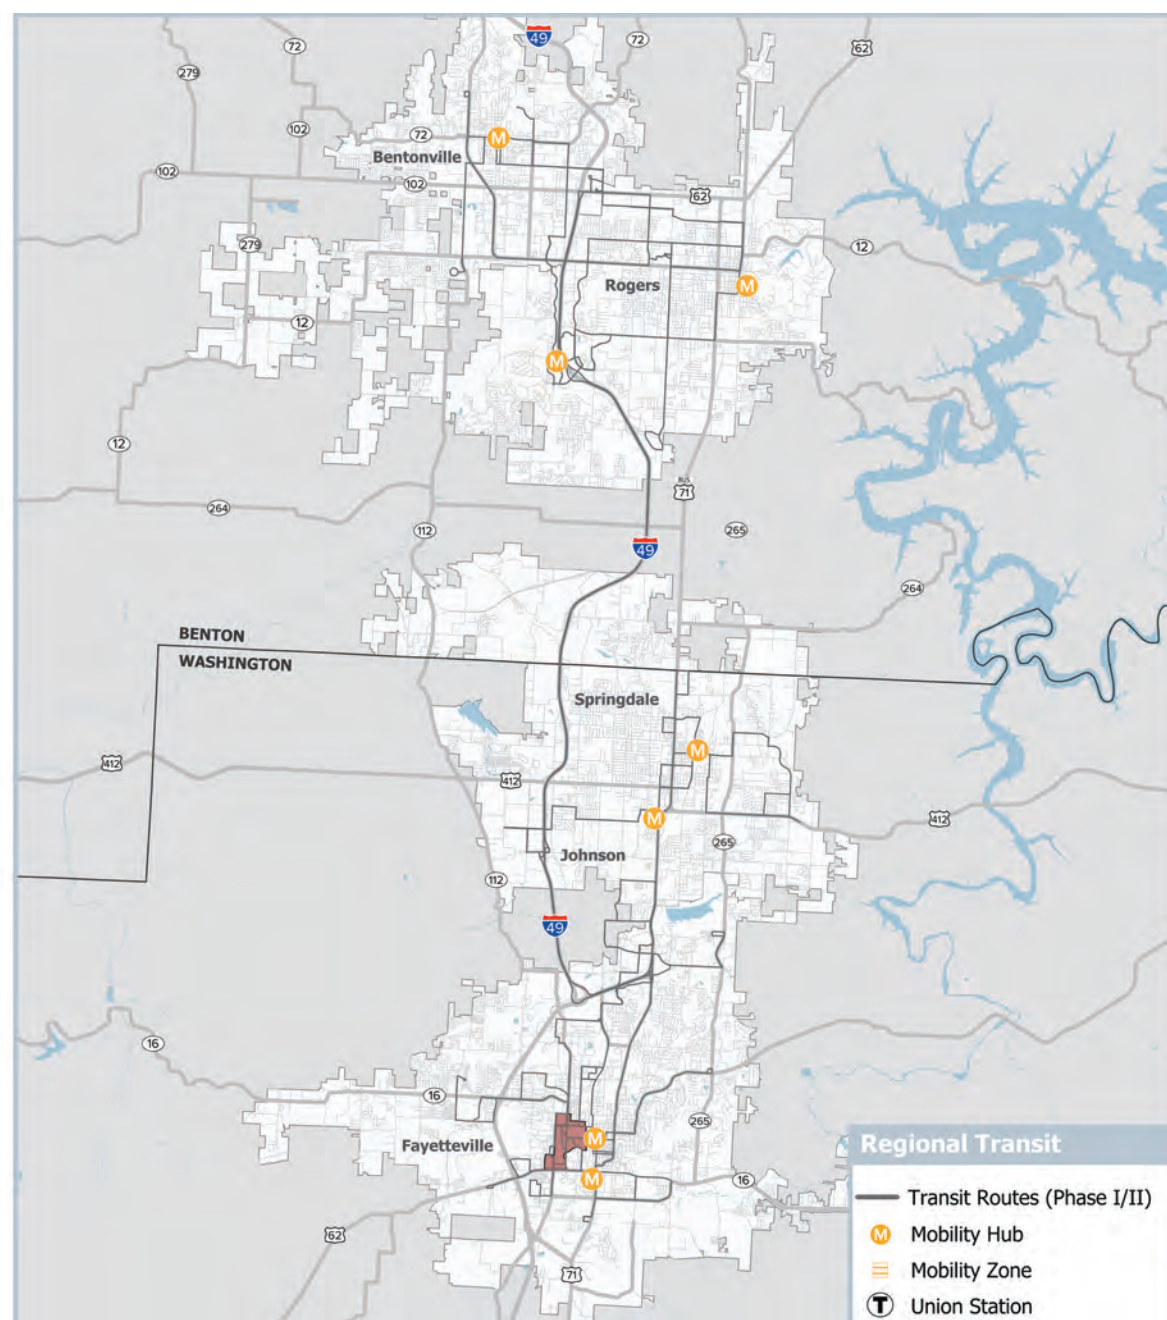 49
72
72
62
279
102
72
M
Bentonville
102
102
62
279
12
Rogers
M
12
M
12
BUS
71
264
112
265
49
264
BENTON
WASHINGTON
Springdale
M
412
412
M
412
265
Johnson
112
49
16
16
265
Fayetteville
M
M
16
62
71
Regional Transit
Transit Routes (Phase I/II)
M Mobility Hub
Mobility Zone
T Union Station